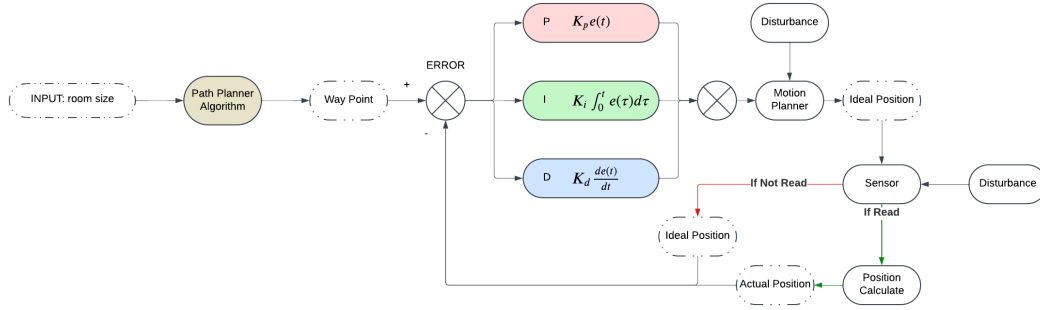 Disturbance
P K_p e(t)
ERROR
+
INPUT: room size
Path Planner
Algorithm
Way Point
I K_i ∫_0^t e(τ)dτ
Motion
Planner
Ideal Position
-
D K_d de(t)/dt
If Not Read
Sensor
Disturbance
If Read
Ideal Position
Actual Position
Position
Calculate